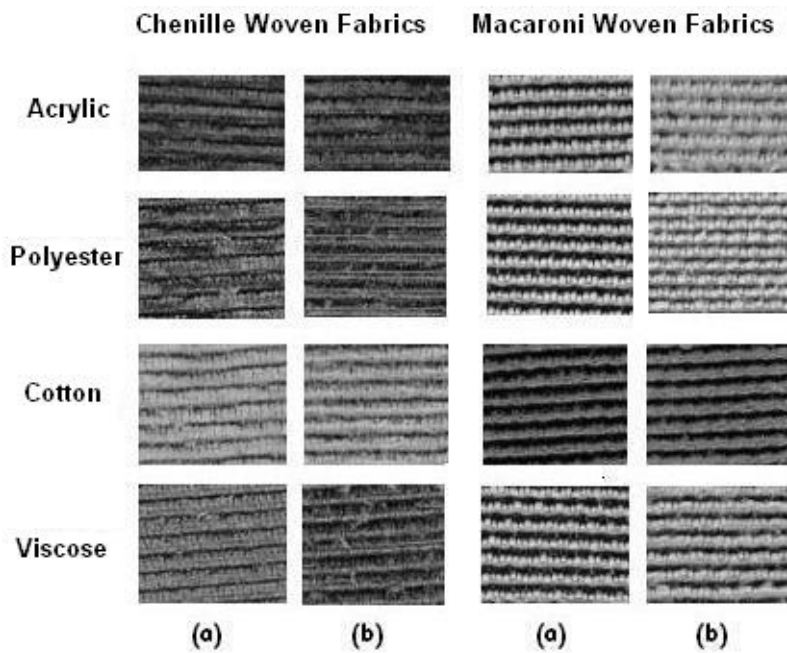 Chenille Woven Fabrics Macaroni Woven Fabrics
Acrylic
Polyester
Cotton
Viscose
(a) (b) (a) (b)